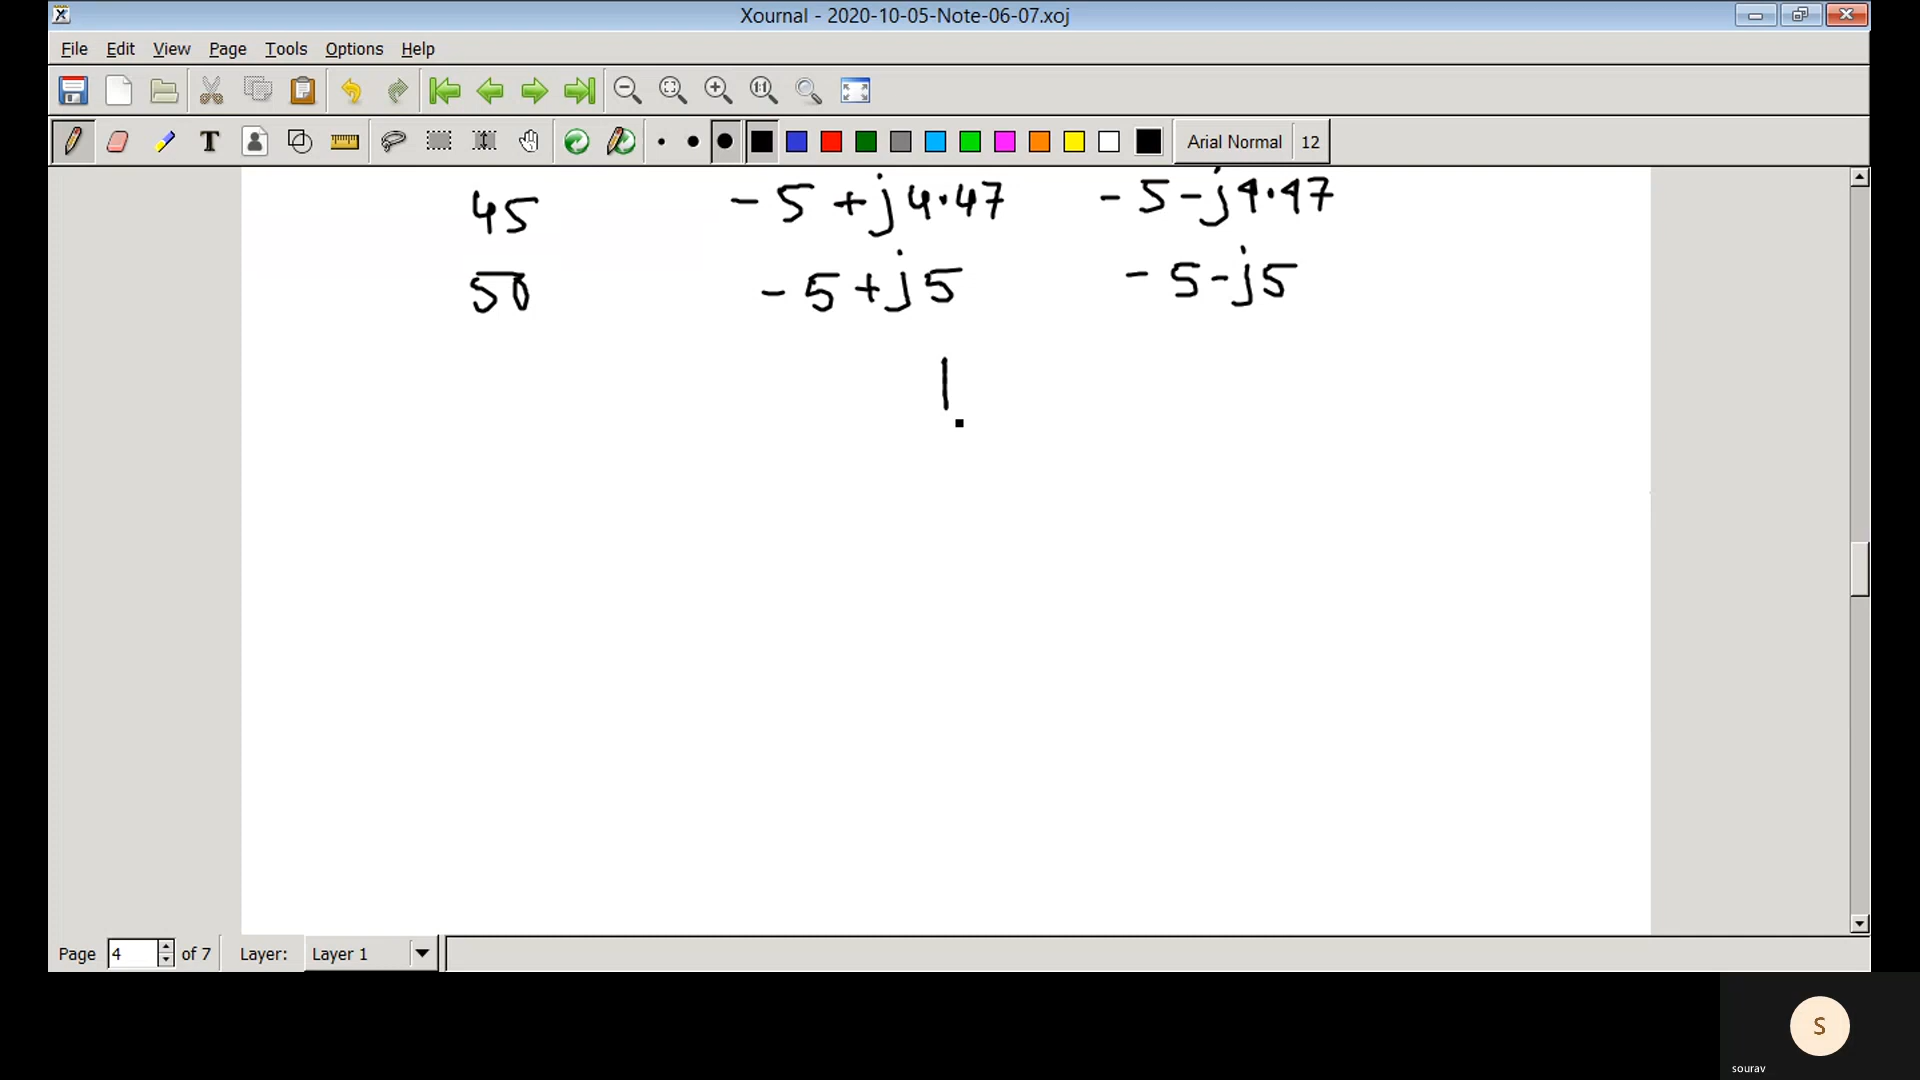 Xournal - 2020-10-05-Note-06-07.xoj
File Edit View Page Tools Options Help
Arial Normal 12
45 - 5 + j4.47 - 5 - j4.47
50 - 5 + j5 - 5 - j5
Page 4 of 7 Layer: Layer 1
S
sourav